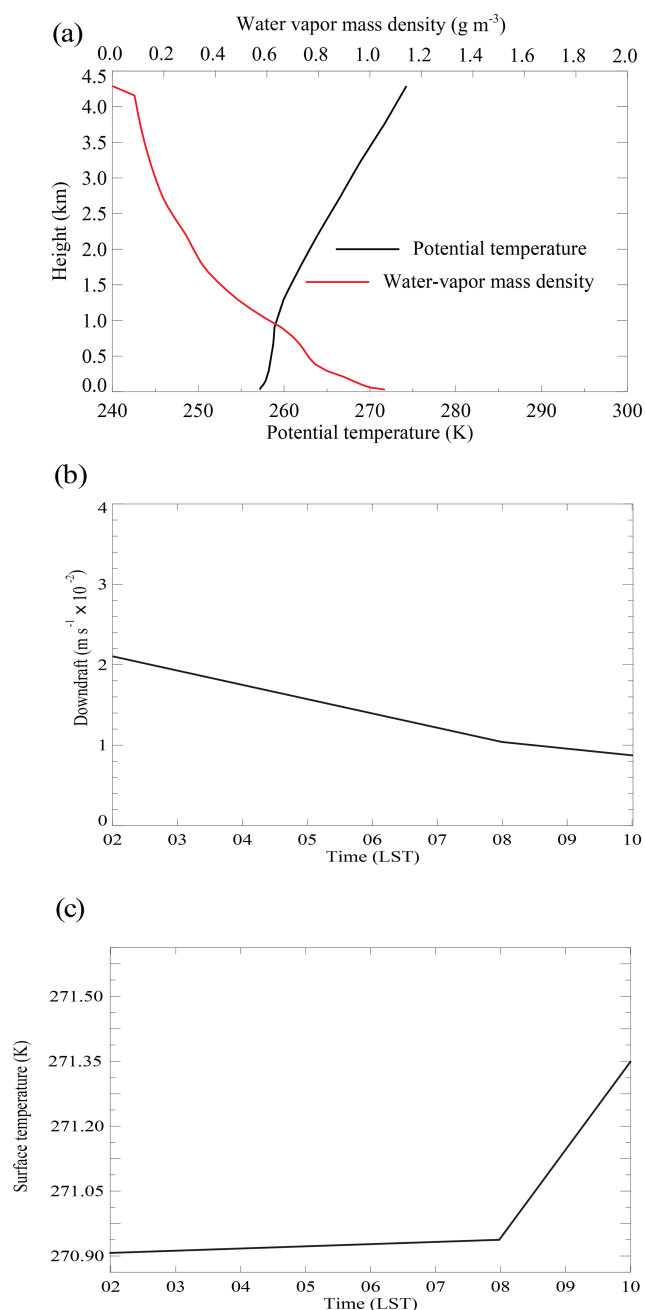 (a)
Water vapor mass density (g m-3)
0.0 0.2 0.4 0.6 0.8 1.0 1.2 1.4 1.6 1.8 2.0
4.5
4.0
3.5
3.0
2.5
2.0
1.5
1.0
0.5
0.0
Height (km)
Potential temperature
Water-vapor mass density
240 250 260 270 280 290 300
Potential temperature (K)
(b)
4
3
2
1
0
Downdraft (m s-1 x 10-2)
02 03 04 05 06 07 08 09 10
Time (LST)
(c)
271.50
271.35
271.20
271.05
270.90
Surface temperature (K)
02 03 04 05 06 07 08 09 10
Time (LST)